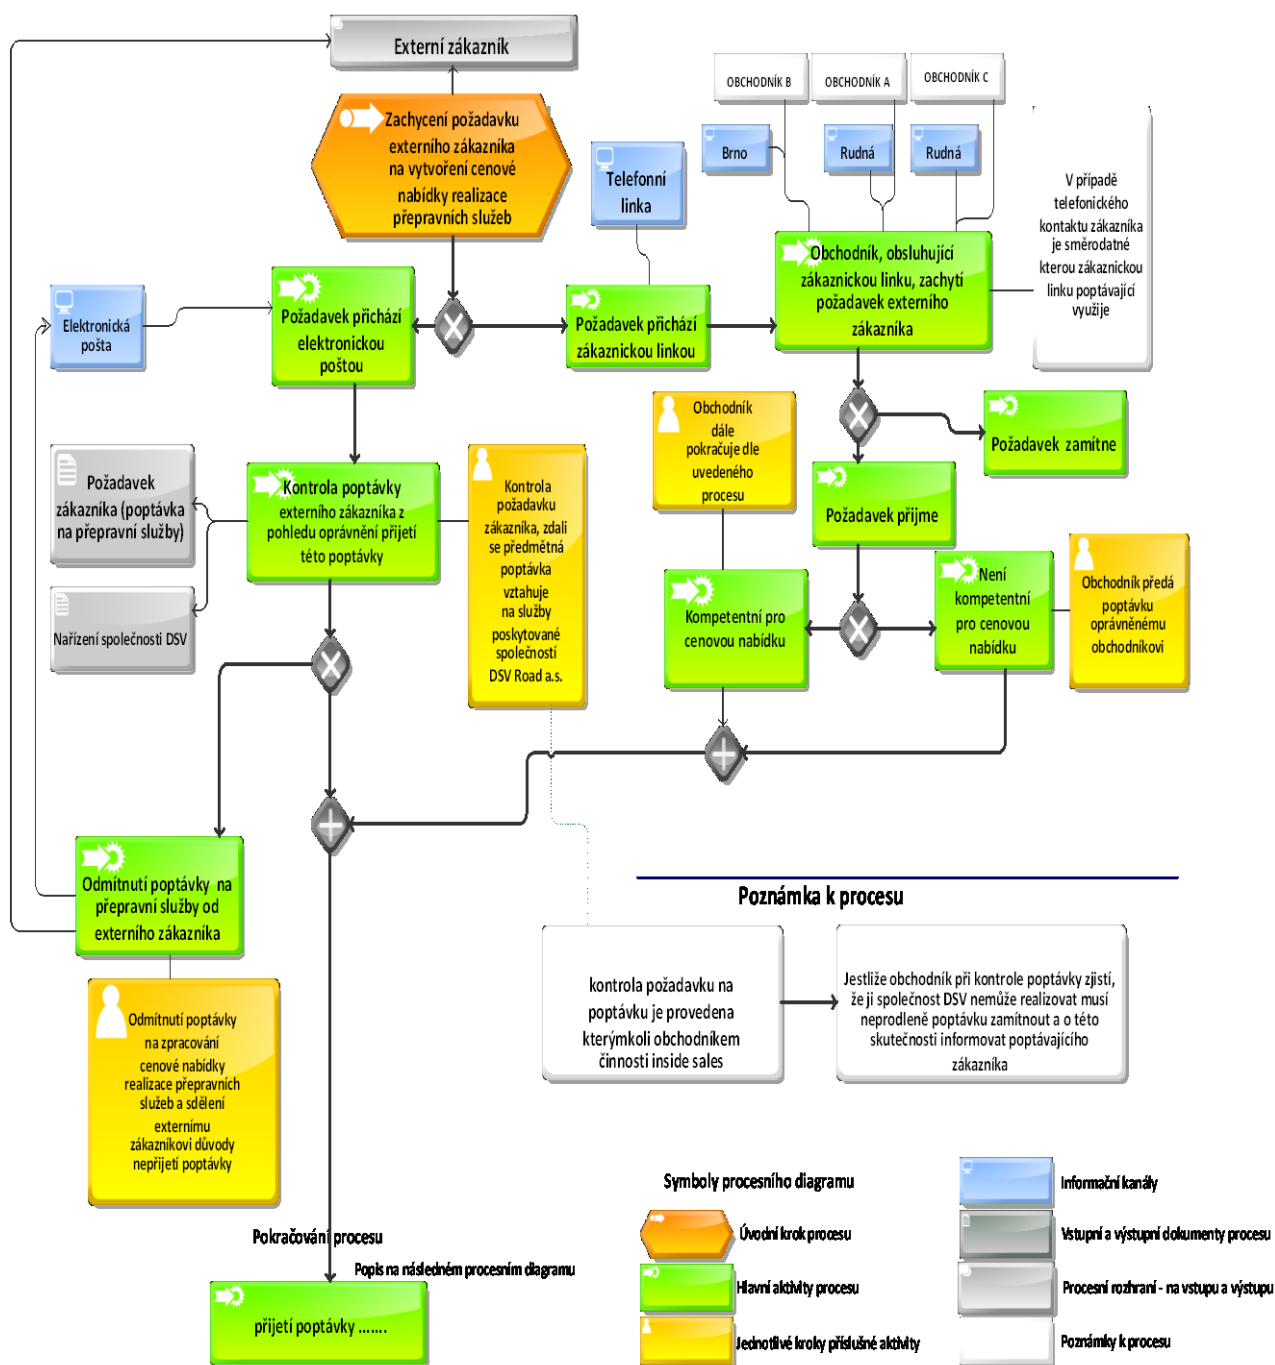 Externí zákazník
Zachycení požadavku
externího zákazníka
na vytvoření cenové
nabídky realizace
přepravních služeb
Telefonní
linka
OBCHODNÍK B
OBCHODNÍK A
OBCHODNÍK C
Brno
Rudná
Rudná
V případě
telefonického
kontaktu zákazníka
je směrodatné
kterou zákaznickou
linku poptávající
využije
Elektronická
pošta
Požadavek přichází
elektronickou
poštou
Požadavek přichází
zákaznickou linkou
Obchodník, obsluhující
zákaznickou linku, zachytí
požadavek externího
zákazníka
Obchodník
dále
pokračuje dle
uvedeného
procesu
Požadavek zamítne
Požadavek přijme
Požadavek
zákazníka (poptávka
na přepravní služby)
Nařízení společnosti DSV
Kontrola poptávky
externího zákazníka z
pohledu oprávnění přijetí
této poptávky
Kontrola
požadavku
zákazníka, zdali
se předmětná
poptávka
vztahuje
na služby
poskytované
společností
DSV Road a.s.
Kompetentní pro
cenovou nabídku
Není
kompetentní
pro cenovou
nabídku
Obchodník předá
poptávku
oprávněnému
obchodníkovi
Odmítnutí poptávky na
přepravní služby od
externího zákazníka
Odmítnutí poptávky
na zpracování
cenové nabídky
realizace přepravních
služeb a sdělení
externímu
zákazníkovi důvody
nepřijetí poptávky
Poznámka k procesu
kontrola požadavku na
poptávku je provedena
kterýmkoli obchodníkem
činnosti inside sales
Jestliže obchodník při kontrole poptávky zjistí,
že ji společnost DSV nemůže realizovat musí
neprodleně poptávku zamítnout a o této
skutečnosti informovat poptávajícího
zákazníka
Pokračování procesu
Popis na následném procesním diagramu
přijetí poptávky .......
Symboly procesního diagramu
Úvodní krok procesu
Hlavní aktivity procesu
Jednotlivé kroky příslušné aktivity
Informační kanály
Vstupní a výstupní dokumenty procesu
Procesní rozhraní - na vstupu a výstupu
Poznámky k procesu